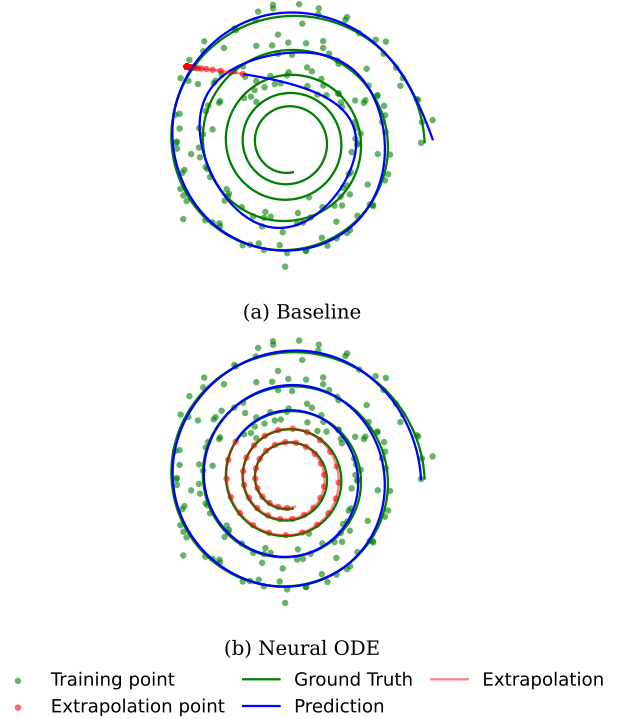 (a) Baseline
(b) Neural ODE
Training point
Ground Truth
Extrapolation
Extrapolation point
Prediction